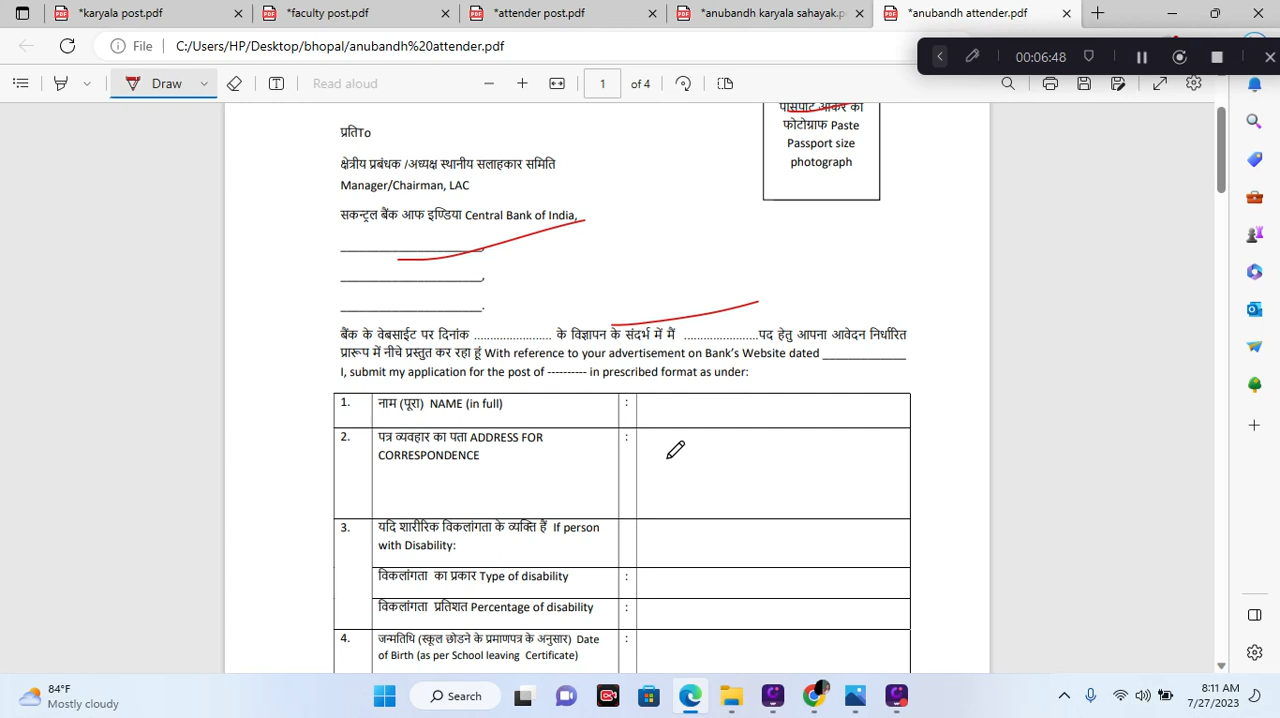 *karyala post.pdf
*faculty post.pdf
*attender post.pdf
*anubandh karyala sahayak.p
*anubandh attender.pdf
File C:/Users/HP/Desktop/bhopal/anubandh%20attender.pdf
00:06:48
Draw Read aloud 1 of 4
पासपोर्ट आकार का
फोटोग्राफ Paste
Passport size
photograph
प्रतिTo
क्षेत्रीय प्रबंधक /अध्यक्ष स्थानीय सलाहकार समिति
Manager/Chairman, LAC
बैंक आफ इण्डिया Central Bank of India,
____________________,
____________________,
____________________.
बैंक के वेबसाईट पर दिनांक ........................ के विज्ञापन के संदर्भ में मैं .......................पद हेतु आपना आवेदन निर्धारित
प्रारूप में नीचे प्रस्तुत कर रहा हूं With reference to your advertisement on Bank's Website dated ______________
I, submit my application for the post of ---------- in prescribed format as under:
1. नाम (पूरा) NAME (in full) :
2. पत्र व्यवहार का पता ADDRESS FOR :
CORRESPONDENCE
3. यदि शारीरिक विकलांगता के व्यक्ति हैं If person
with Disability:
विकलांगता का प्रकार Type of disability :
विकलांगता प्रतिशत Percentage of disability :
4. जन्मतिथि (स्कूल छोडने के प्रमाणपत्र के अनुसार) Date :
of Birth (as per School leaving Certificate)
84°F
Mostly cloudy
Search
8:11 AM
7/27/2023